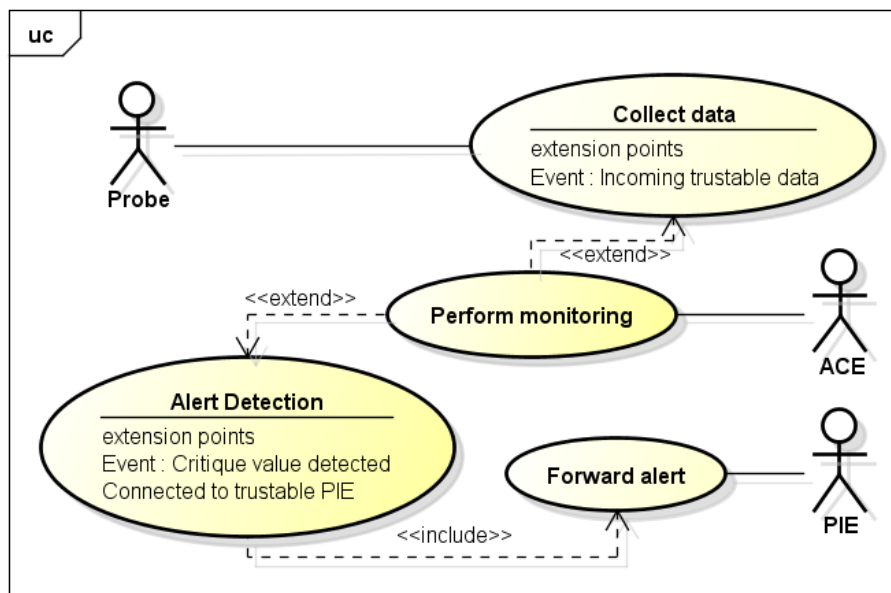 uc
Collect data
extension points
Event : Incoming trustable data
Probe
<<extend>>
<<extend>>
Perform monitoring
ACE
Alert Detection
extension points
Event : Critique value detected
Connected to trustable PIE
Forward alert
PIE
<<include>>